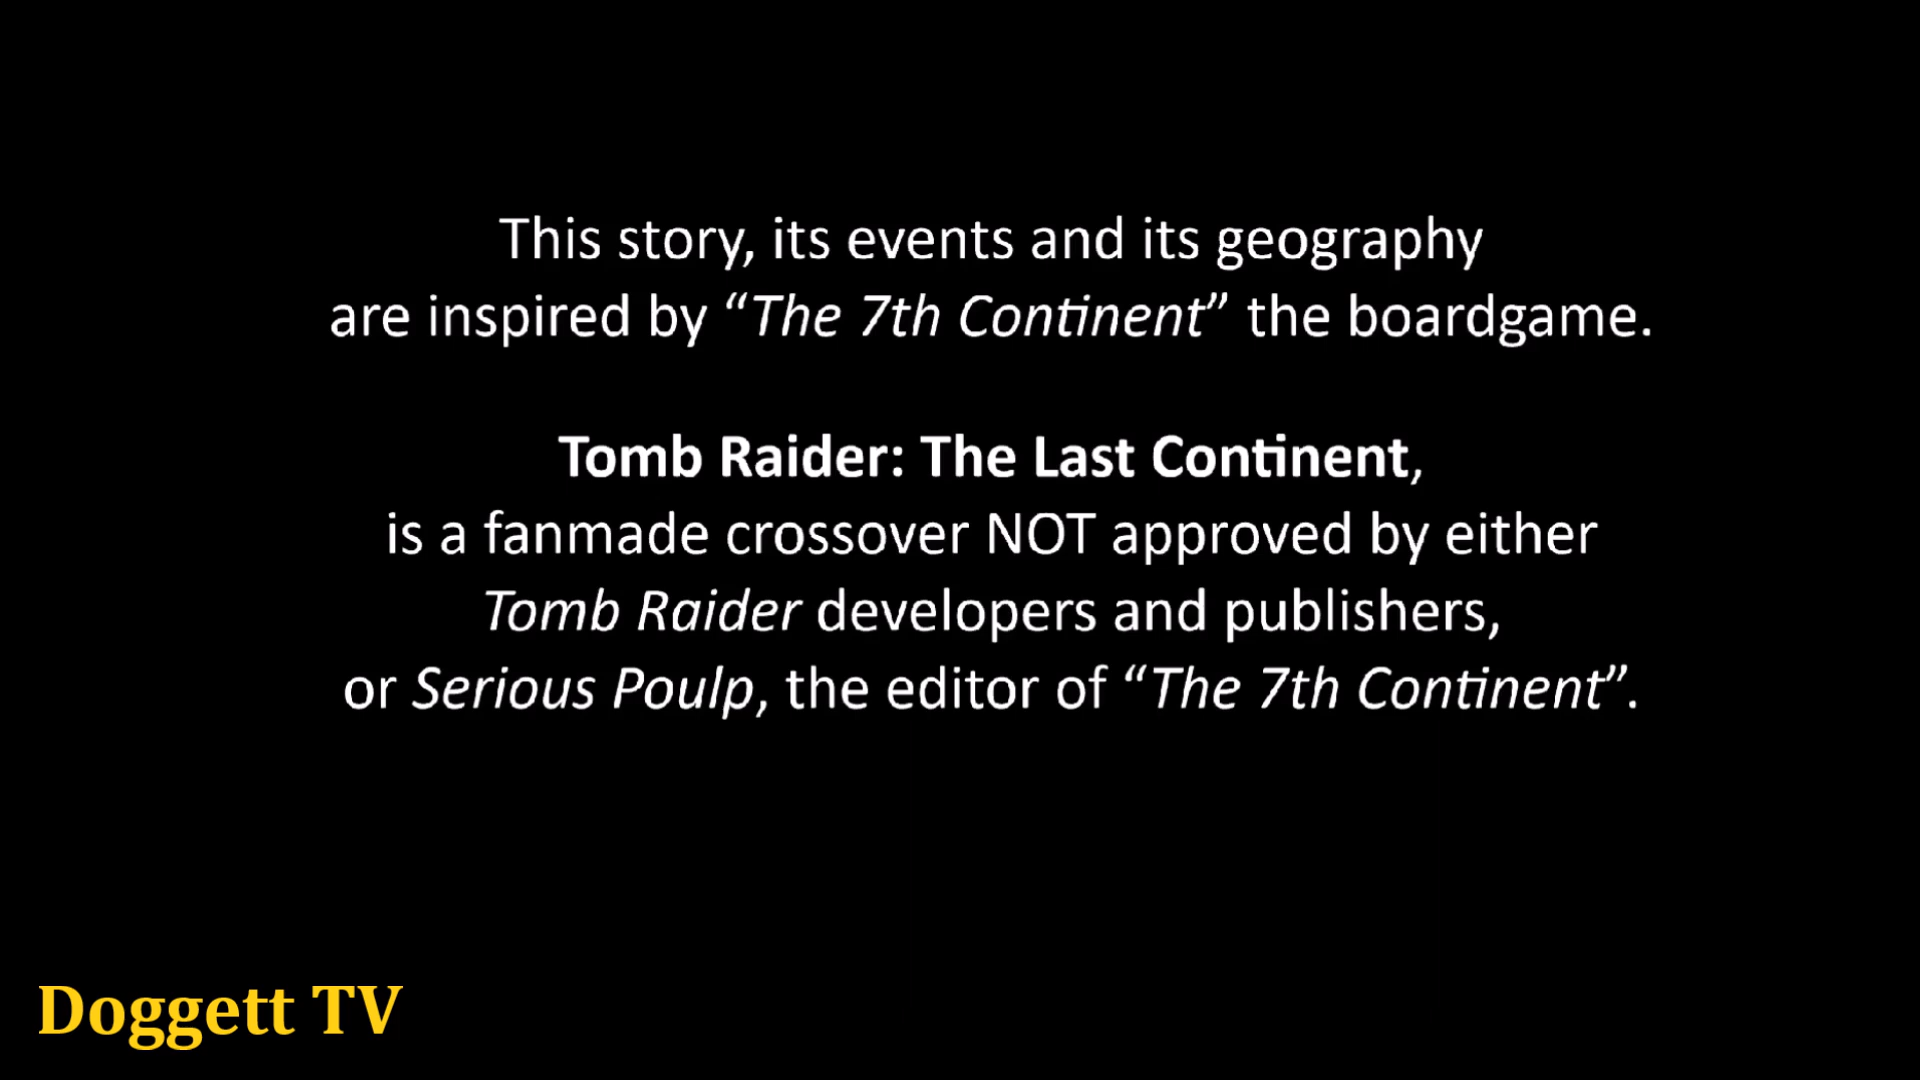 This story, its events and its geography
are inspired by “The 7th Continent” the boardgame.
Tomb Raider: The Last Continent,
is a fanmade crossover NOT approved by either
Tomb Raider developers and publishers,
or Serious Poulp, the editor of “The 7th Continent”.
Doggett TV